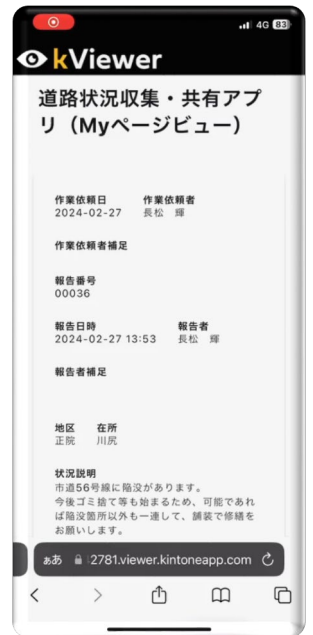 4G 83
kViewer
道路状況収集・共有アプ
リ（Myページビュー）
作業依頼日 作業依頼者
2024-02-27 長松 輝
作業依頼者補足
報告番号
00036
報告日時 報告者
2024-02-27 13:53 長松 輝
報告者補足
地区 在所
正院 川尻
状況説明
市道56号線に陥没があります。
今後ゴミ捨て等も始まるため、可能であれ
ば陥没箇所以外も一連して、舗装で修繕を
お願いします。
ああ 2781.viewer.kintoneapp.com